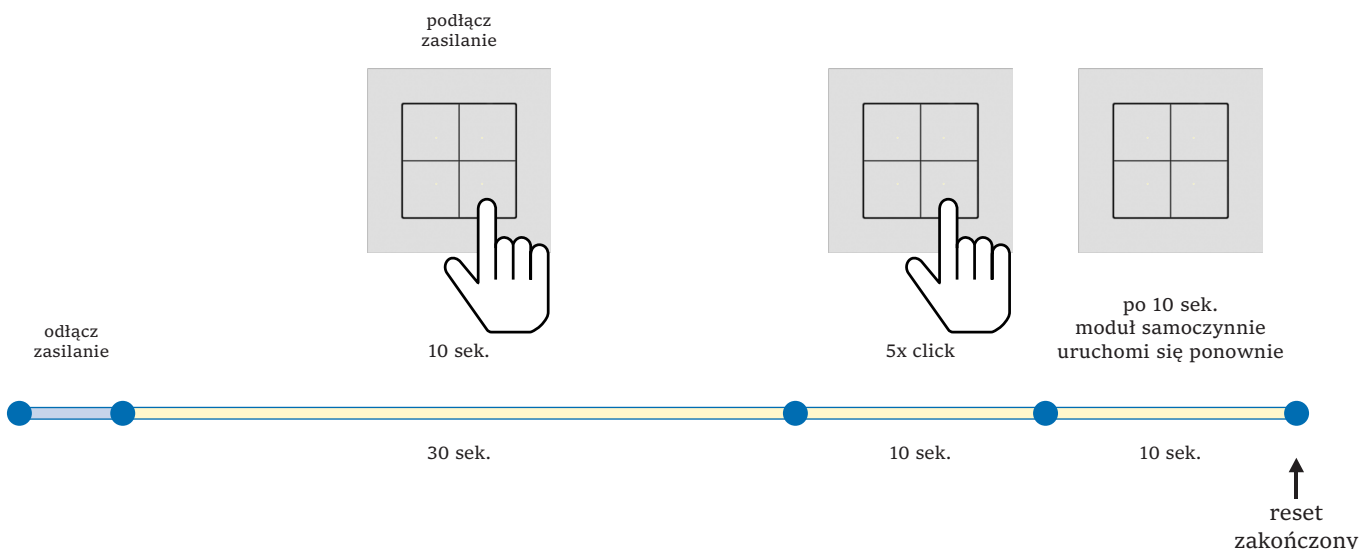 podłącz
zasilanie
odłącz
zasilanie
10 sek.
5x click
po 10 sek.
moduł samoczynnie
uruchomi się ponownie
30 sek.
10 sek.
10 sek.
reset
zakończony